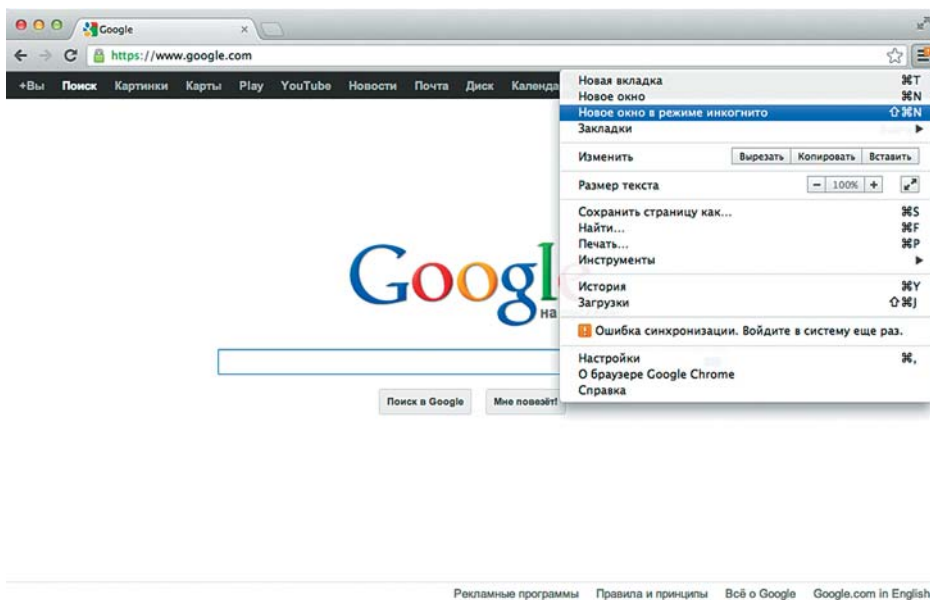 Google
https://www.google.com
+Вы Поиск Картинки Карты Play YouTube Новости Почта Диск Календа
Новая вкладка ⌘T
Новое окно ⌘N
Новое окно в режиме инкогнито ⇧⌘N
Закладки
Изменить Вырезать Копировать Вставить
Размер текста − 100% +
Сохранить страницу как... ⌘S
Найти... ⌘F
Печать... ⌘P
Инструменты
История ⌘Y
Загрузки ⇧⌘J
Ошибка синхронизации. Войдите в систему еще раз.
Настройки ⌘,
О браузере Google Chrome
Справка
Google
на
Поиск в Google Мне повезёт!
Рекламные программы Правила и принципы Всё о Google Google.com in English